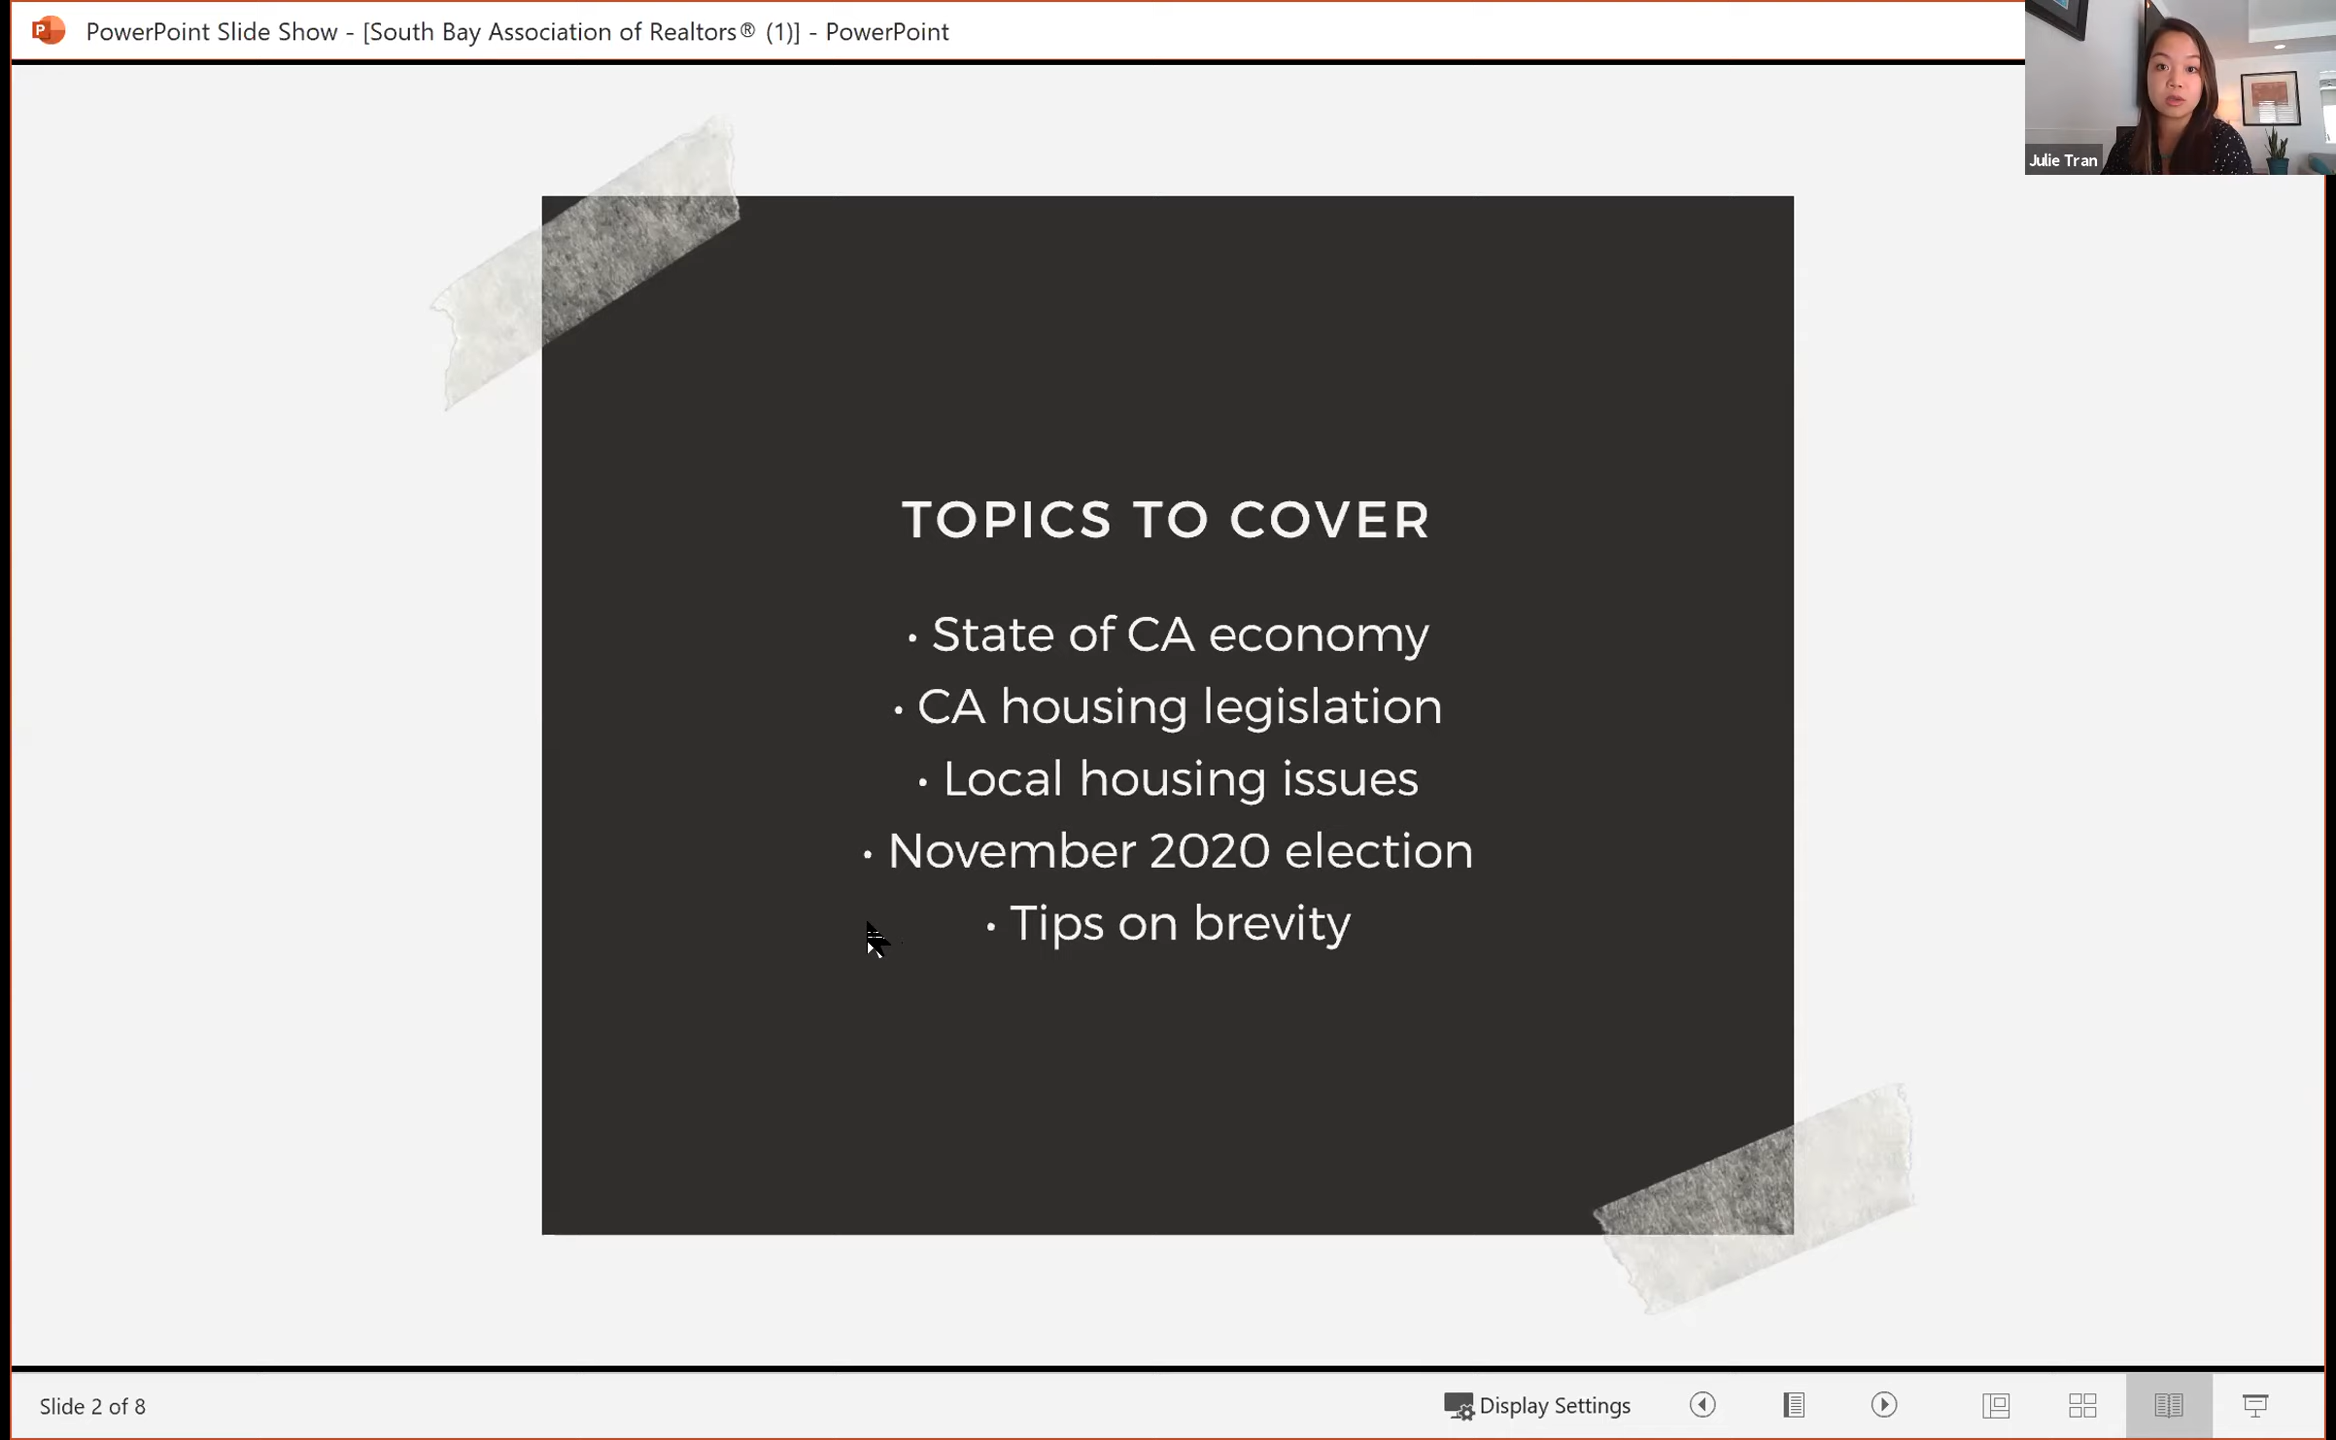 PowerPoint Slide Show - [South Bay Association of Realtors® (1)] - PowerPoint
Julie Tran
TOPICS TO COVER
• State of CA economy
• CA housing legislation
• Local housing issues
• November 2020 election
• Tips on brevity
Slide 2 of 8
Display Settings